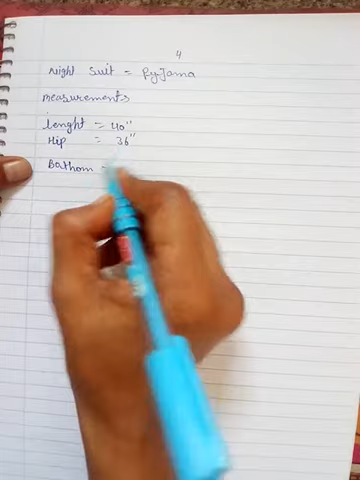 4
Night Suit = Pyjama
measurements
Lenght = 40"
Hip = 36"
Bathom -